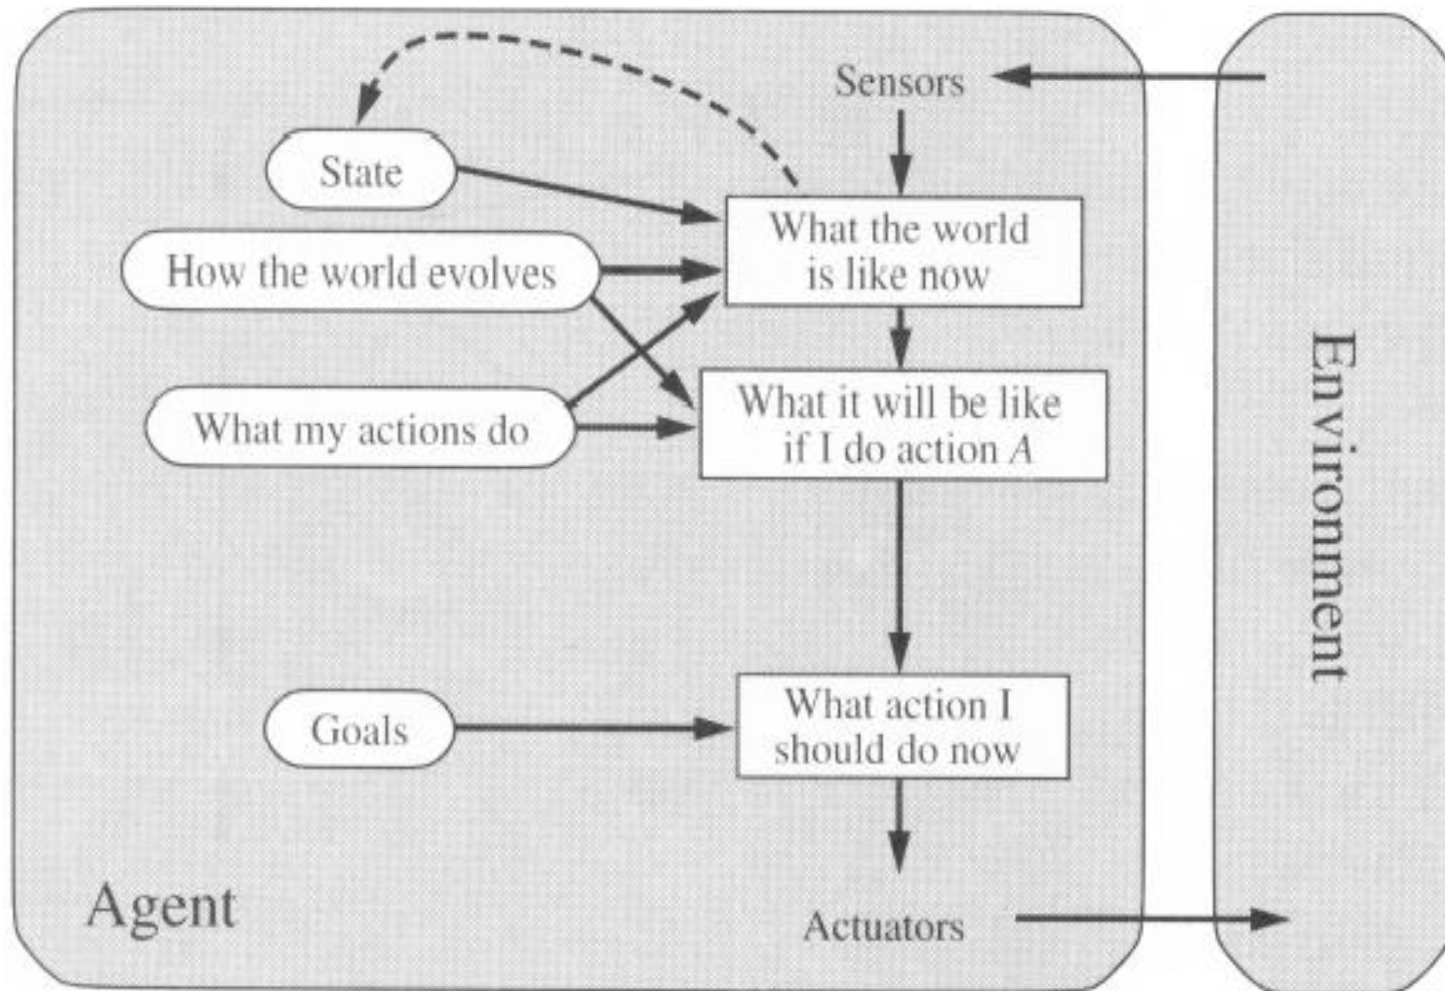 Sensors
State
What the world
is like now
How the world evolves
What my actions do
What it will be like
if I do action A
Goals
What action I
should do now
Agent
Actuators
Environment